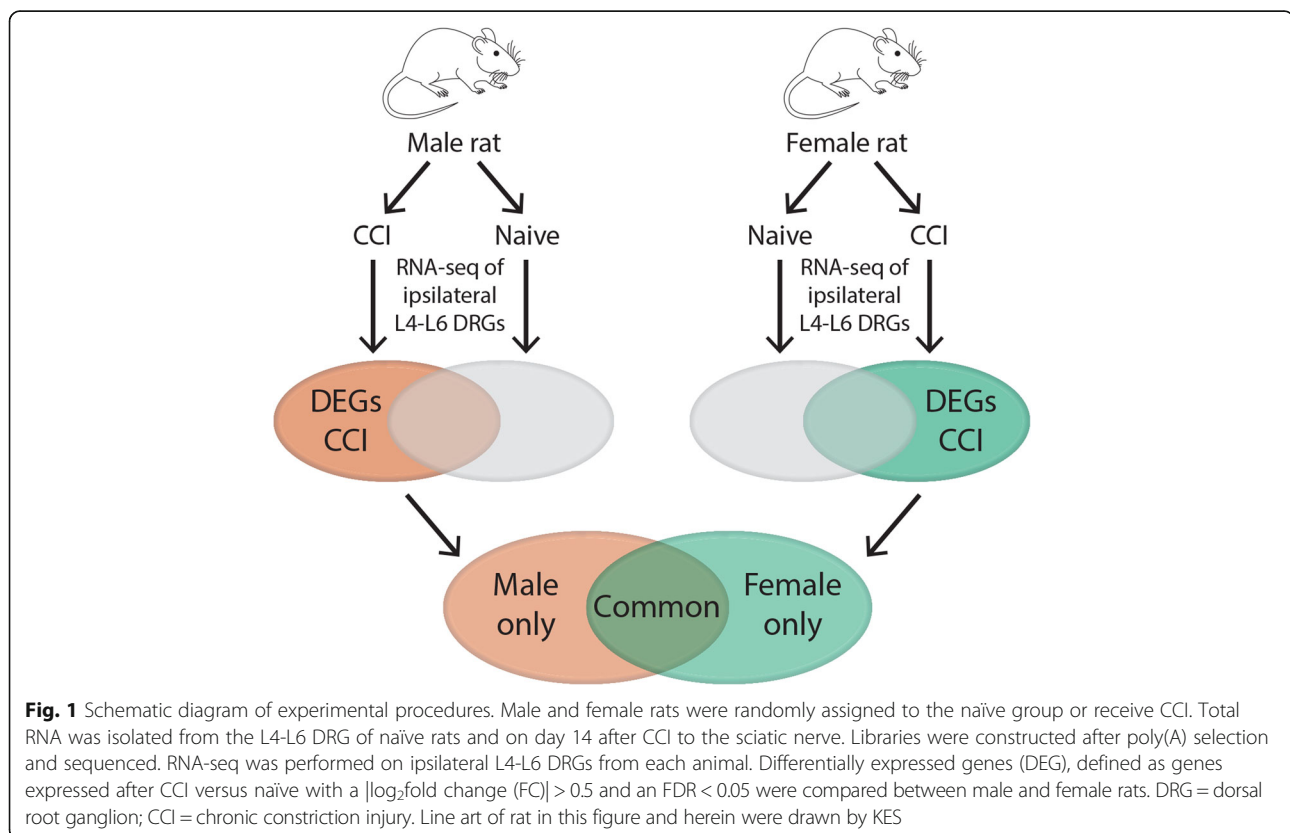 Male rat
Female rat
CCI
Naive
Naive
CCI
RNA-seq of
ipsilateral
L4-L6 DRGs
RNA-seq of
ipsilateral
L4-L6 DRGs
DEGs
CCI
DEGs
CCI
Male
only
Common
Female
only
Fig. 1 Schematic diagram of experimental procedures. Male and female rats were randomly assigned to the naïve group or receive CCI. Total
RNA was isolated from the L4-L6 DRG of naïve rats and on day 14 after CCI to the sciatic nerve. Libraries were constructed after poly(A) selection
and sequenced. RNA-seq was performed on ipsilateral L4-L6 DRGs from each animal. Differentially expressed genes (DEG), defined as genes
expressed after CCI versus naïve with a |log₂fold change (FC)| > 0.5 and an FDR < 0.05 were compared between male and female rats. DRG = dorsal
root ganglion; CCI = chronic constriction injury. Line art of rat in this figure and herein were drawn by KES